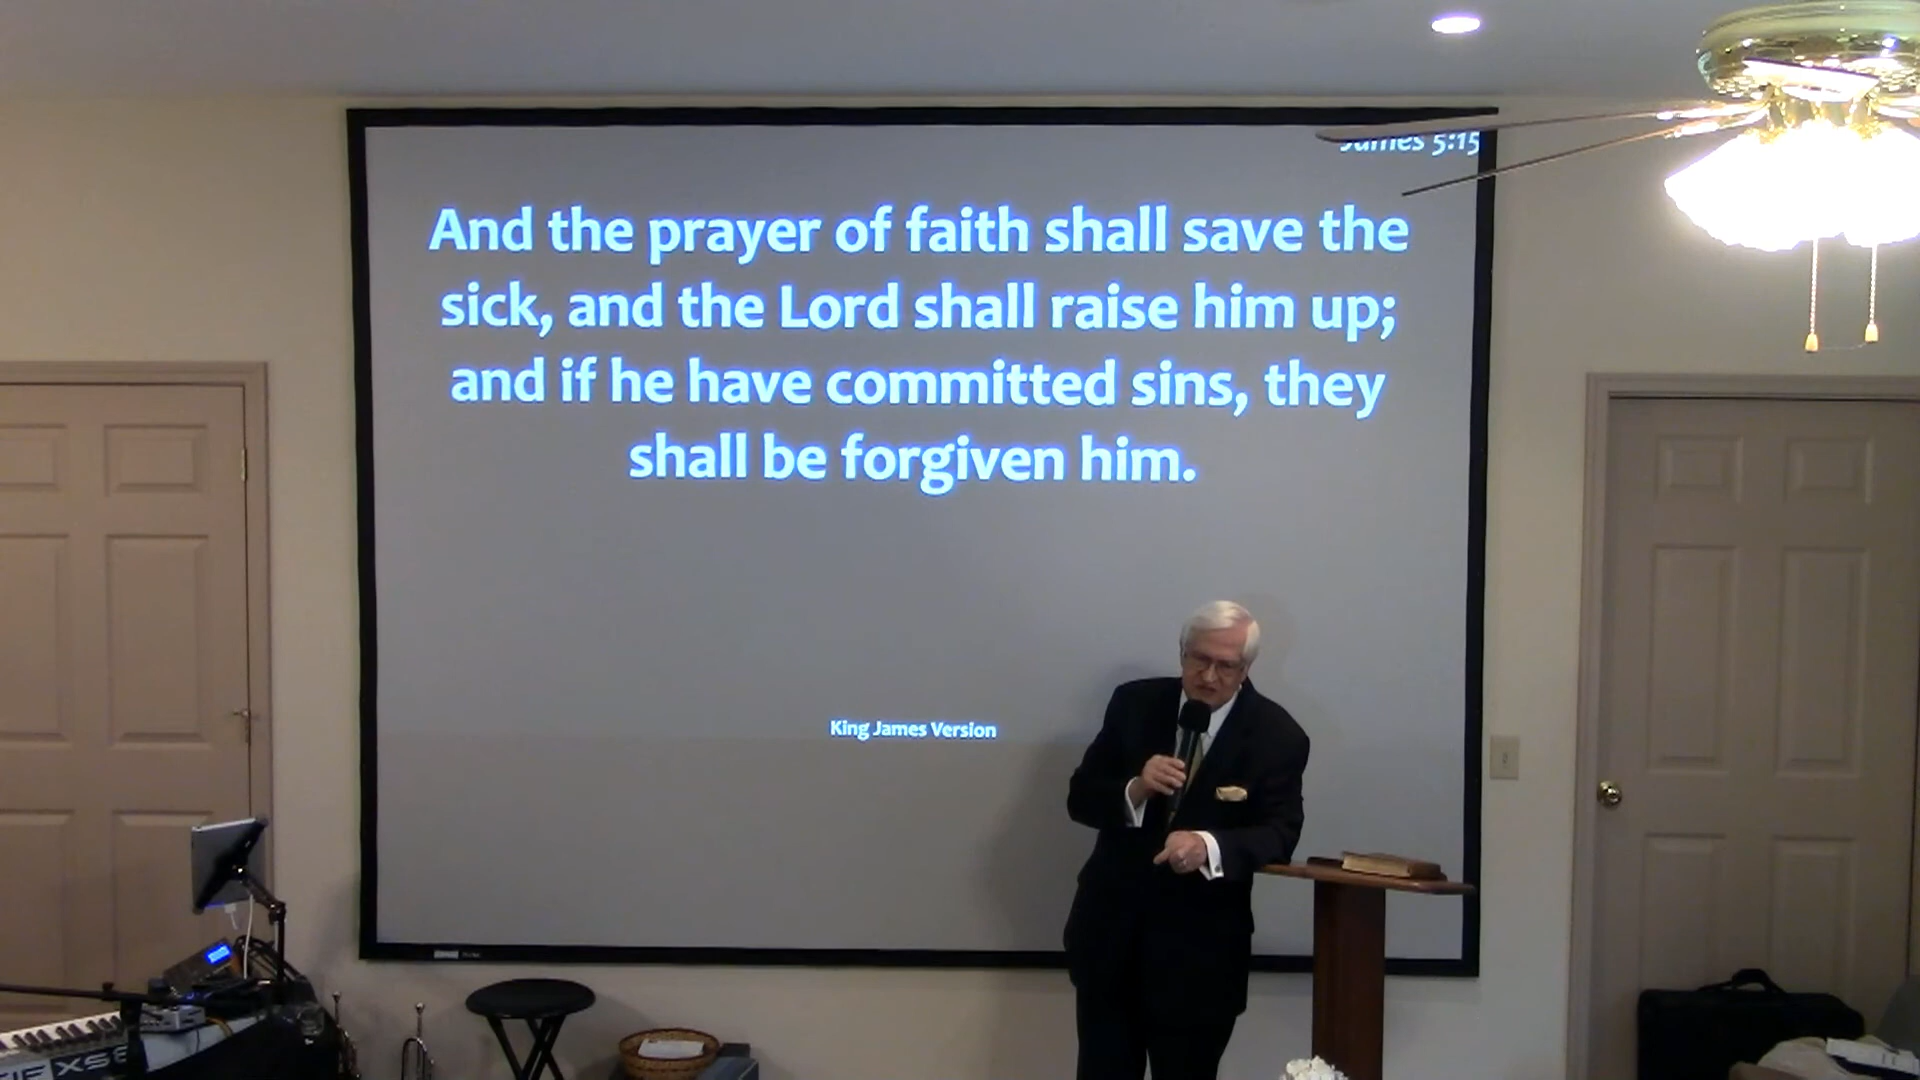 James 5:15
And the prayer of faith shall save the
sick, and the Lord shall raise him up;
and if he have committed sins, they
shall be forgiven him.
King James Version
XS8